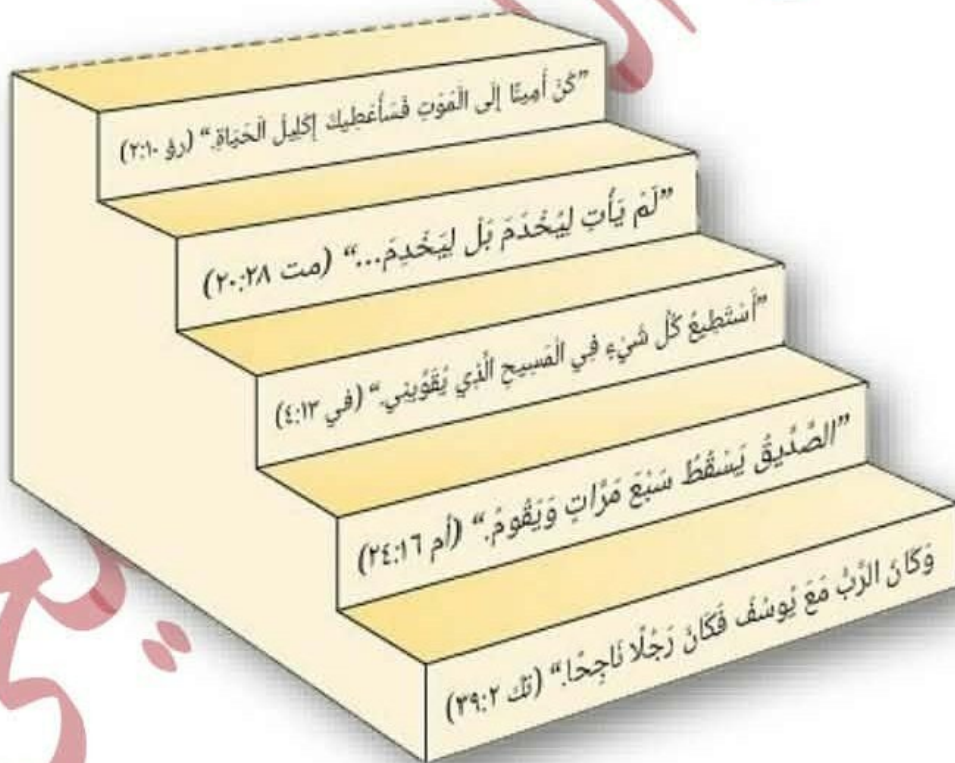 ”كُنْ أَمِينًا إِلَى الْمَوْتِ فَسَأُعْطِيكَ إِكْلِيلَ الْحَيَاةِ.“ (رؤ ٢:١٠)
”لَمْ يَأْتِ لِيُخْدَمَ بَلْ لِيَخْدِمَ...“ (مت ٢٠:٢٨)
”أَسْتَطِيعُ كُلَّ شَيْءٍ فِي الْمَسِيحِ الَّذِي يُقَوِّينِي.“ (في ٤:١٣)
”الصِّدِّيقُ يَسْقُطُ سَبْعَ مَرَّاتٍ وَيَقُومُ.“ (أم ٢٤:١٦)
وَكَانَ الرَّبُّ مَعَ يُوسُفَ فَكَانَ رَجُلًا نَاجِحًا.“ (تك ٣٩:٢)